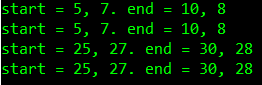 start = 5, 7. end = 10, 8
start = 5, 7. end = 10, 8
start = 25, 27. end = 30, 28
start = 25, 27. end = 30, 28